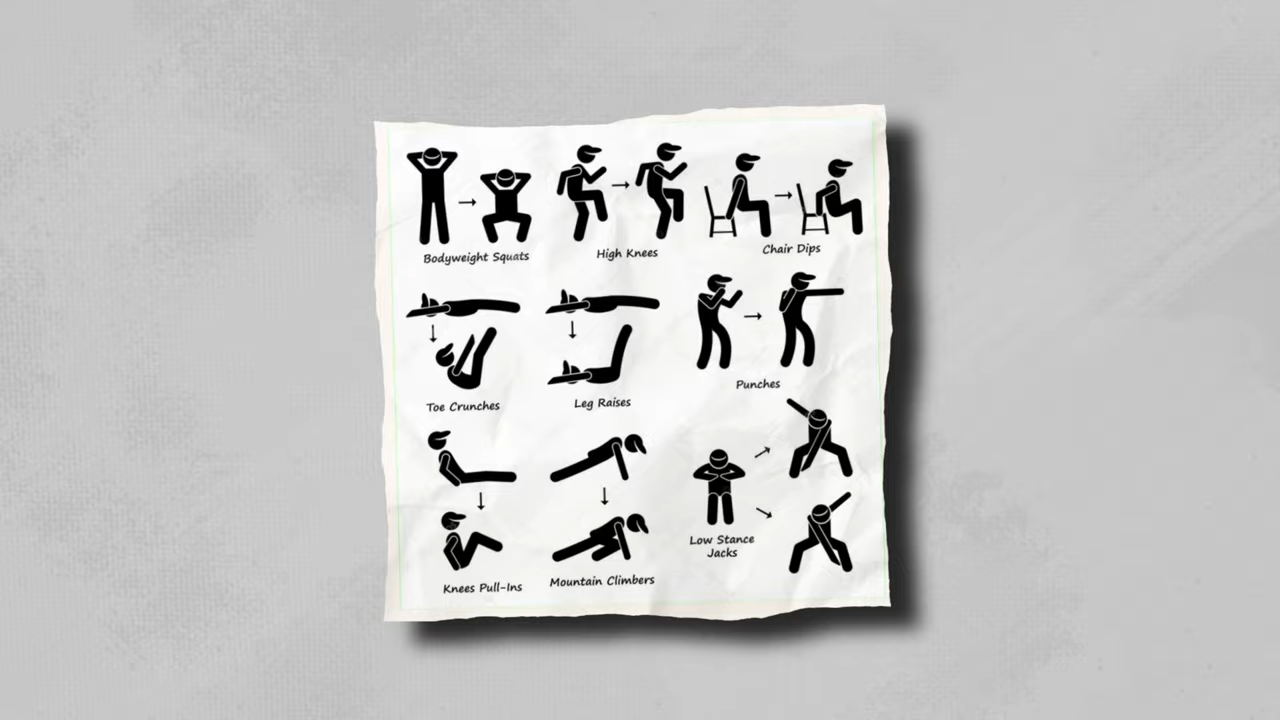 Bodyweight Squats
High Knees
Chair Dips
Toe Crunches
Leg Raises
Punches
Knees Pull-Ins
Mountain Climbers
Low Stance
Jacks